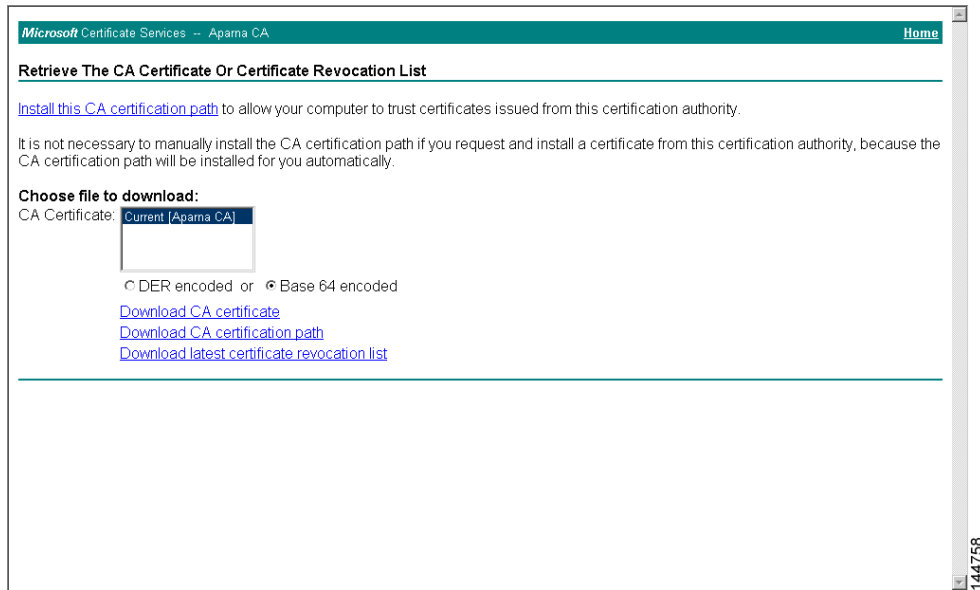 Microsoft Certificate Services -- Aparna CA Home
Retrieve The CA Certificate Or Certificate Revocation List
Install this CA certification path to allow your computer to trust certificates issued from this certification authority.
It is not necessary to manually install the CA certification path if you request and install a certificate from this certification authority, because the
CA certification path will be installed for you automatically.
Choose file to download:
CA Certificate: Current [Aparna CA]
DER encoded or Base 64 encoded
Download CA certificate
Download CA certification path
Download latest certificate revocation list
144758